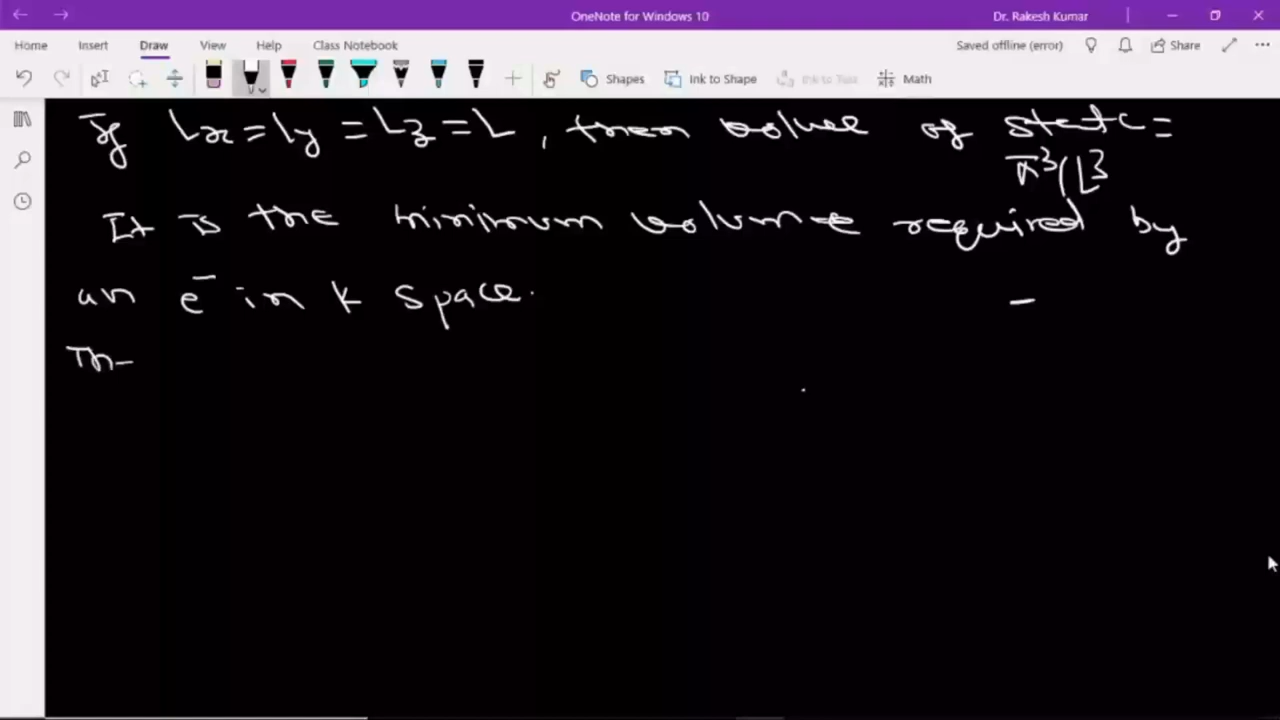 OneNote for Windows 10
Dr. Rakesh Kumar
Home Insert Draw View Help Class Notebook
Saved offline (error) Share
Shapes Ink to Shape Ink to Text Math
If Lx = Ly = Lz = L, then volume of state =
π³/L³
It is the minimum volume required by
an e⁻ in k space.
Th